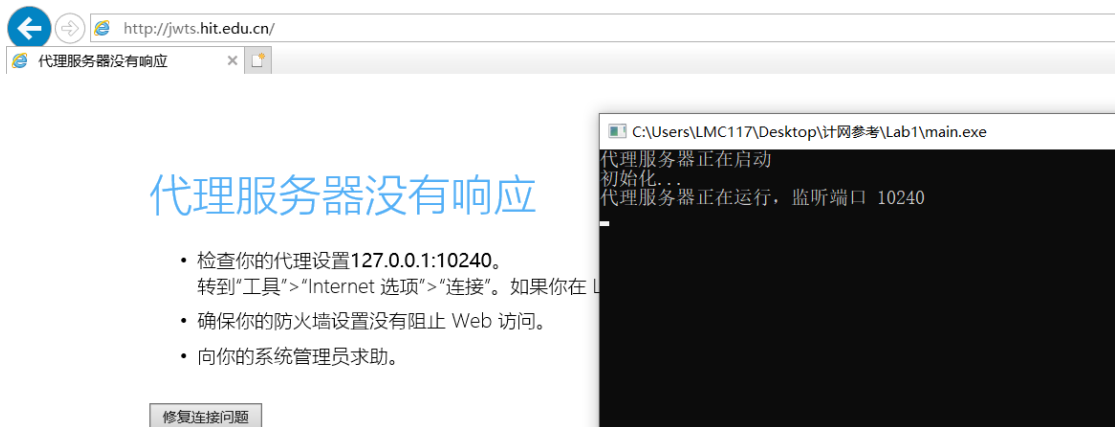 http://jwts.hit.edu.cn/
代理服务器没有响应
C:\Users\LMC117\Desktop\计网参考\Lab1\main.exe
代理服务器正在启动
初始化...
代理服务器正在运行，监听端口 10240
代理服务器没有响应
• 检查你的代理设置127.0.0.1:10240。
转到“工具”>“Internet 选项”>“连接”。如果你在 L
• 确保你的防火墙设置没有阻止 Web 访问。
• 向你的系统管理员求助。
修复连接问题